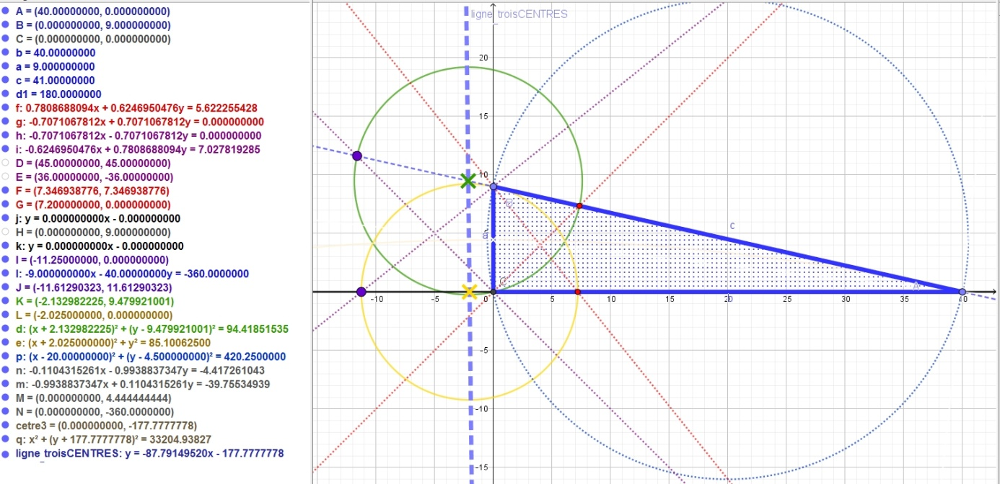 A = (40.00000000, 0.000000000)
B = (0.000000000, 9.000000000)
C = (0.000000000, 0.000000000)
b = 40.00000000
a = 9.000000000
c = 41.00000000
d1 = 180.0000000
f: 0.7808688094x + 0.6246950476y = 5.622255428
g: -0.7071067812x + 0.7071067812y = 0.000000000
h: -0.7071067812x - 0.7071067812y = 0.000000000
i: -0.6246950476x + 0.7808688094y = 7.027819285
D = (45.00000000, 45.00000000)
E = (36.00000000, -36.00000000)
F = (7.346938776, 7.346938776)
G = (7.200000000, 0.000000000)
j: y = 0.000000000x - 0.000000000
H = (0.000000000, 9.000000000)
k: y = 0.000000000x - 0.000000000
I = (-11.25000000, 0.000000000)
l: -9.000000000x - 40.00000000y = -360.0000000
J = (-11.61290323, 11.61290323)
K = (-2.132982225, 9.479921001)
L = (-2.025000000, 0.000000000)
d: (x + 2.132982225)² + (y - 9.479921001)² = 94.41851535
e: (x + 2.025000000)² + y² = 85.10062500
p: (x - 20.00000000)² + (y - 4.500000000)² = 420.2500000
n: -0.1104315261x - 0.9938837347y = -4.417261043
m: -0.9938837347x + 0.1104315261y = -39.75534939
M = (0.000000000, 4.444444444)
N = (0.000000000, -360.0000000)
cetre3 = (0.000000000, -177.7777778)
q: x² + (y + 177.7777778)² = 33204.93827
ligne_troisCENTRES: y = -87.79149520x - 177.7777778
ligne_troisCENTRES
20
15
10
B
c
a
C
A
-10
-5
0
5
10
15
20
25
30
35
40
b
-5
-10
-15